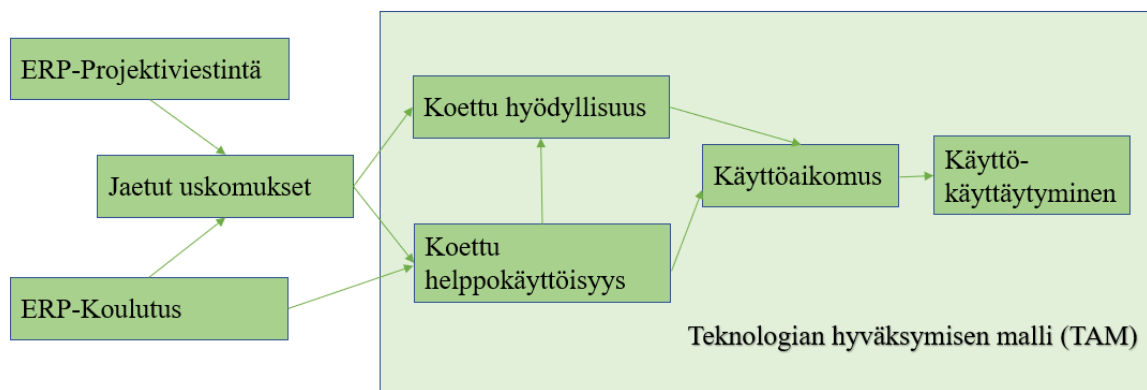 ERP-Projektiviestintä
Jaetut uskomukset
ERP-Koulutus
Koettu hyödyllisuus
Koettu
helppokäyttöisyys
Käyttöaikomus
Käyttö-
käyttäytyminen
Teknologian hyväksymisen malli (TAM)